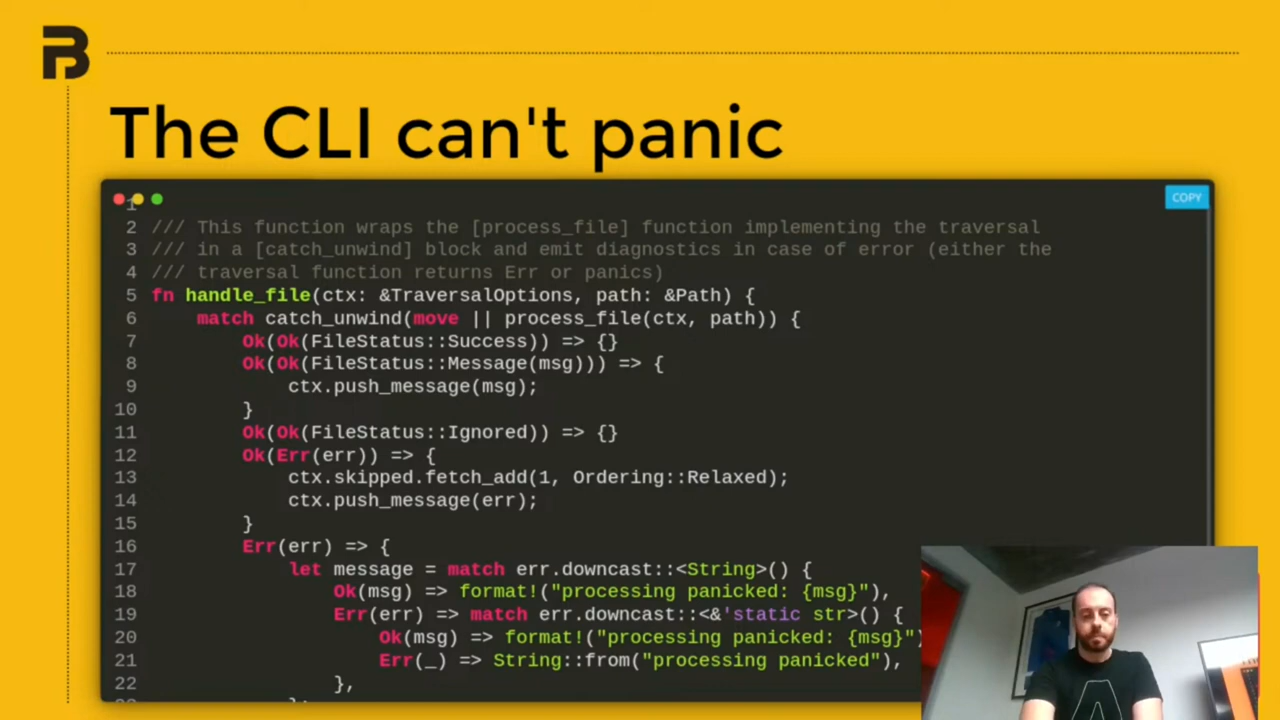 B
The CLI can't panic
COPY
1
2 /// This function wraps the [process_file] function implementing the traversal
3 /// in a [catch_unwind] block and emit diagnostics in case of error (either the
4 /// traversal function returns Err or panics)
5 fn handle_file(ctx: &TraversalOptions, path: &Path) {
6     match catch_unwind(move || process_file(ctx, path)) {
7         Ok(Ok(FileStatus::Success)) => {}
8         Ok(Ok(FileStatus::Message(msg))) => {
9             ctx.push_message(msg);
10         }
11         Ok(Ok(FileStatus::Ignored)) => {}
12         Ok(Err(err)) => {
13             ctx.skipped.fetch_add(1, Ordering::Relaxed);
14             ctx.push_message(err);
15         }
16         Err(err) => {
17             let message = match err.downcast::<String>() {
18                 Ok(msg) => format!("processing panicked: {msg}"),
19                 Err(err) => match err.downcast::<&'static str>() {
20                     Ok(msg) => format!("processing panicked: {msg}")
21                     Err(_) => String::from("processing panicked"),
22                 },